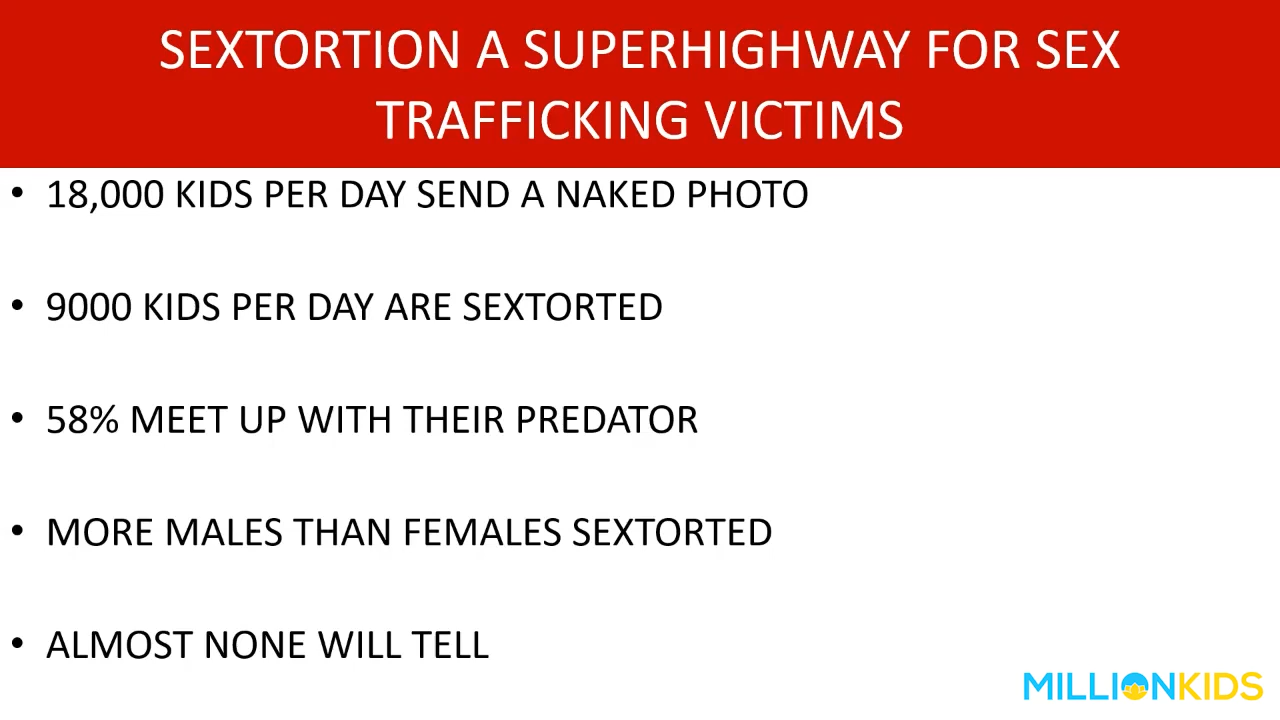 SEXTORTION A SUPERHIGHWAY FOR SEX
TRAFFICKING VICTIMS
• 18,000 KIDS PER DAY SEND A NAKED PHOTO
• 9000 KIDS PER DAY ARE SEXTORTED
• 58% MEET UP WITH THEIR PREDATOR
• MORE MALES THAN FEMALES SEXTORTED
• ALMOST NONE WILL TELL
MILLIONKIDS